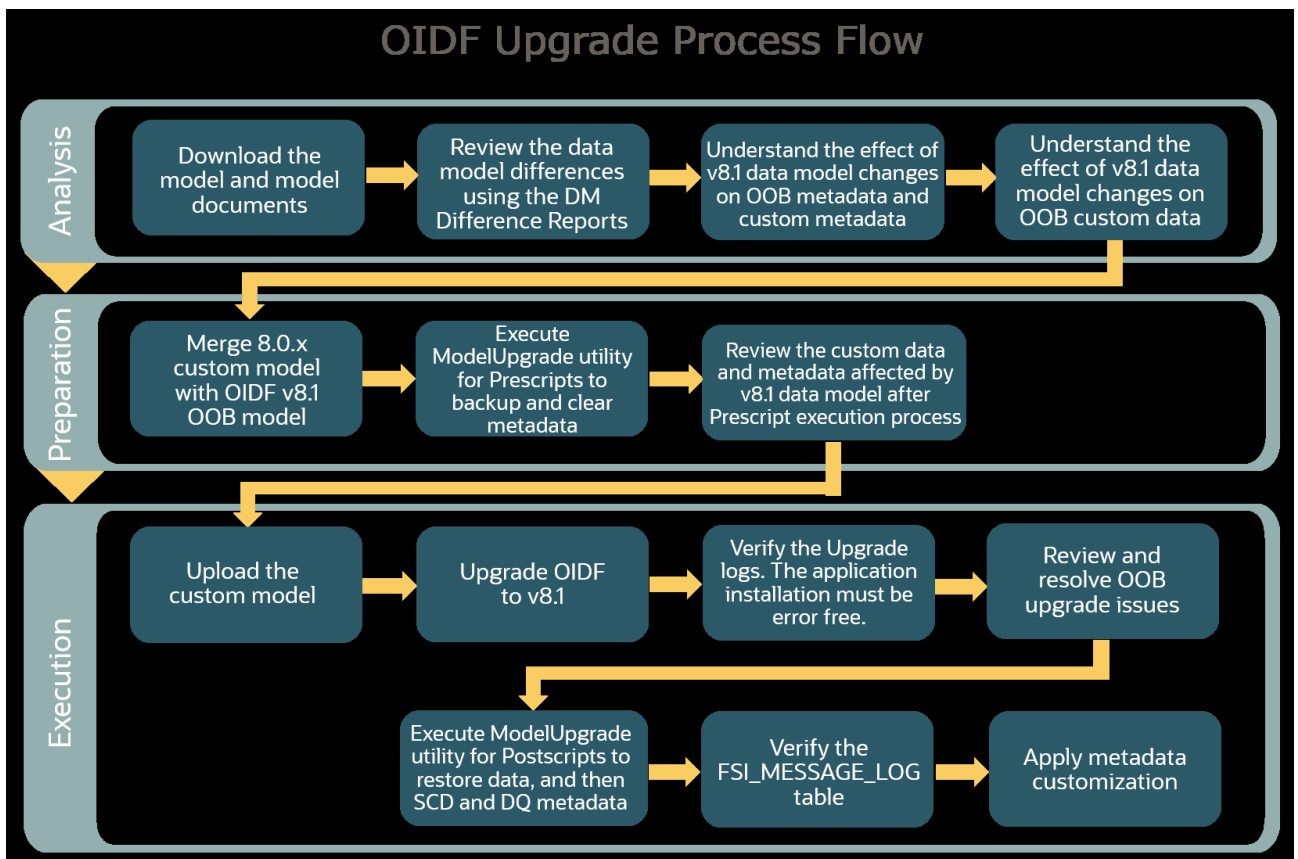 OIDF Upgrade Process Flow
Analysis
Download the
model and model
documents
Review the data
model differences
using the DM
Difference Reports
Understand the effect of
v8.1 data model changes
on OOB metadata and
custom metadata
Understand the
effect of v8.1 data
model changes on
OOB custom data
Preparation
Merge 8.0.x
custom model
with OIDF v8.1
OOB model
Execute
ModelUpgrade utility
for Prescripts to
backup and clear
metadata
Review the custom data
and metadata affected by
v8.1 data model after
Prescript execution process
Execution
Upload the
custom model
Upgrade OIDF
to v8.1
Verify the Upgrade
logs. The application
installation must be
error free.
Review and
resolve OOB
upgrade issues
Execute ModelUpgrade
utility for Postscripts to
restore data, and then
SCD and DQ metadata
Verify the
FSI_MESSAGE_LOG
table
Apply metadata
customization